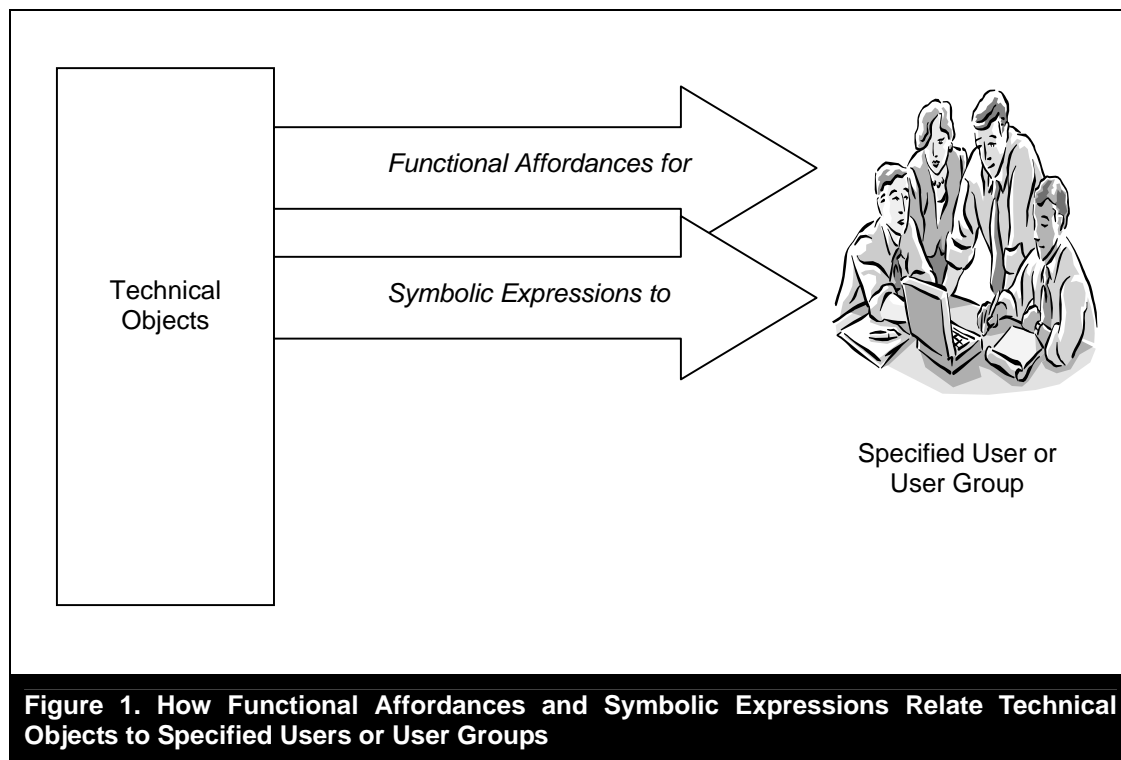 Functional Affordances for
Symbolic Expressions to
Technical
Objects
Specified User or
User Group
Figure 1. How Functional Affordances and Symbolic Expressions Relate Technical
Objects to Specified Users or User Groups